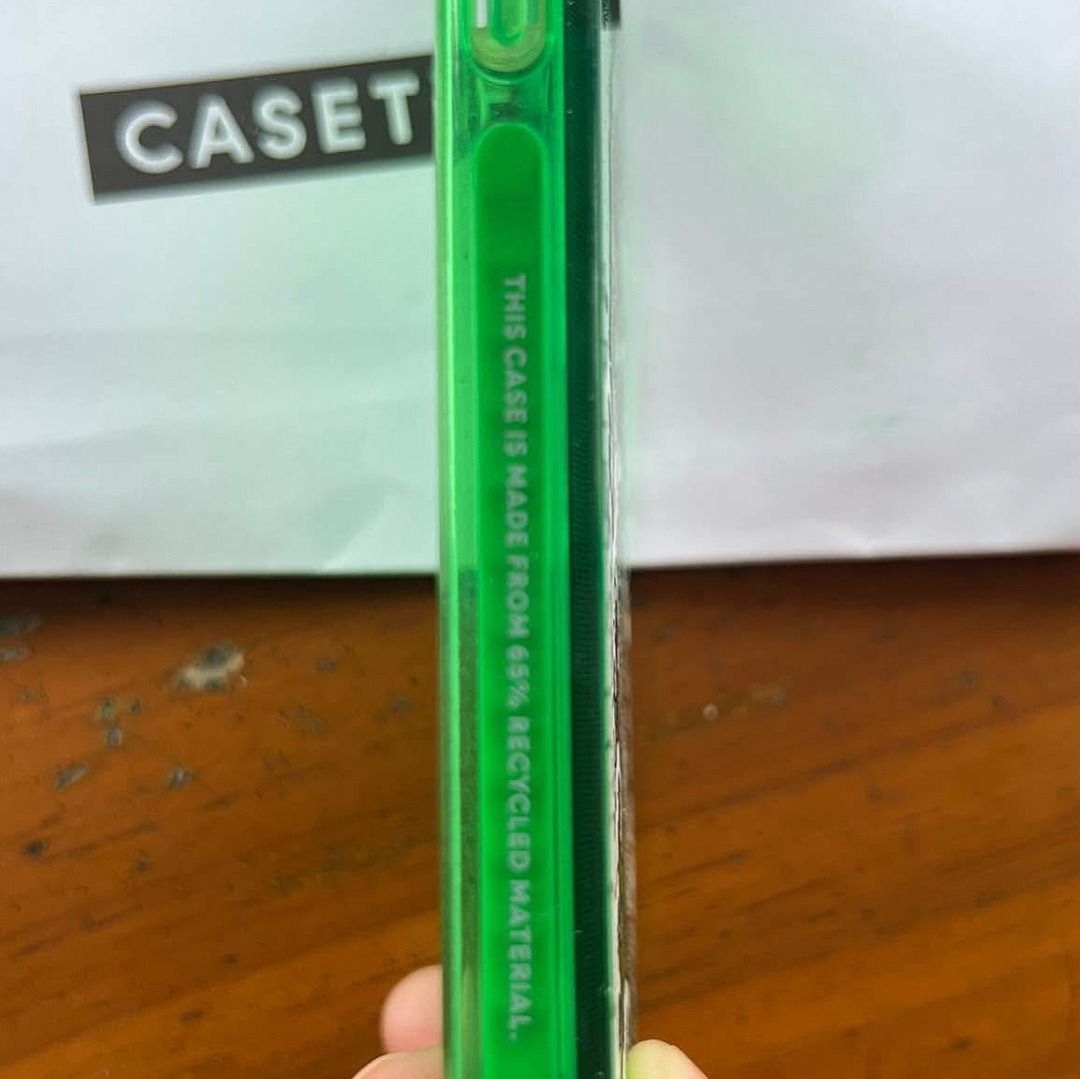 CASET
THIS CASE IS MADE FROM 65% RECYCLED MATERIAL.